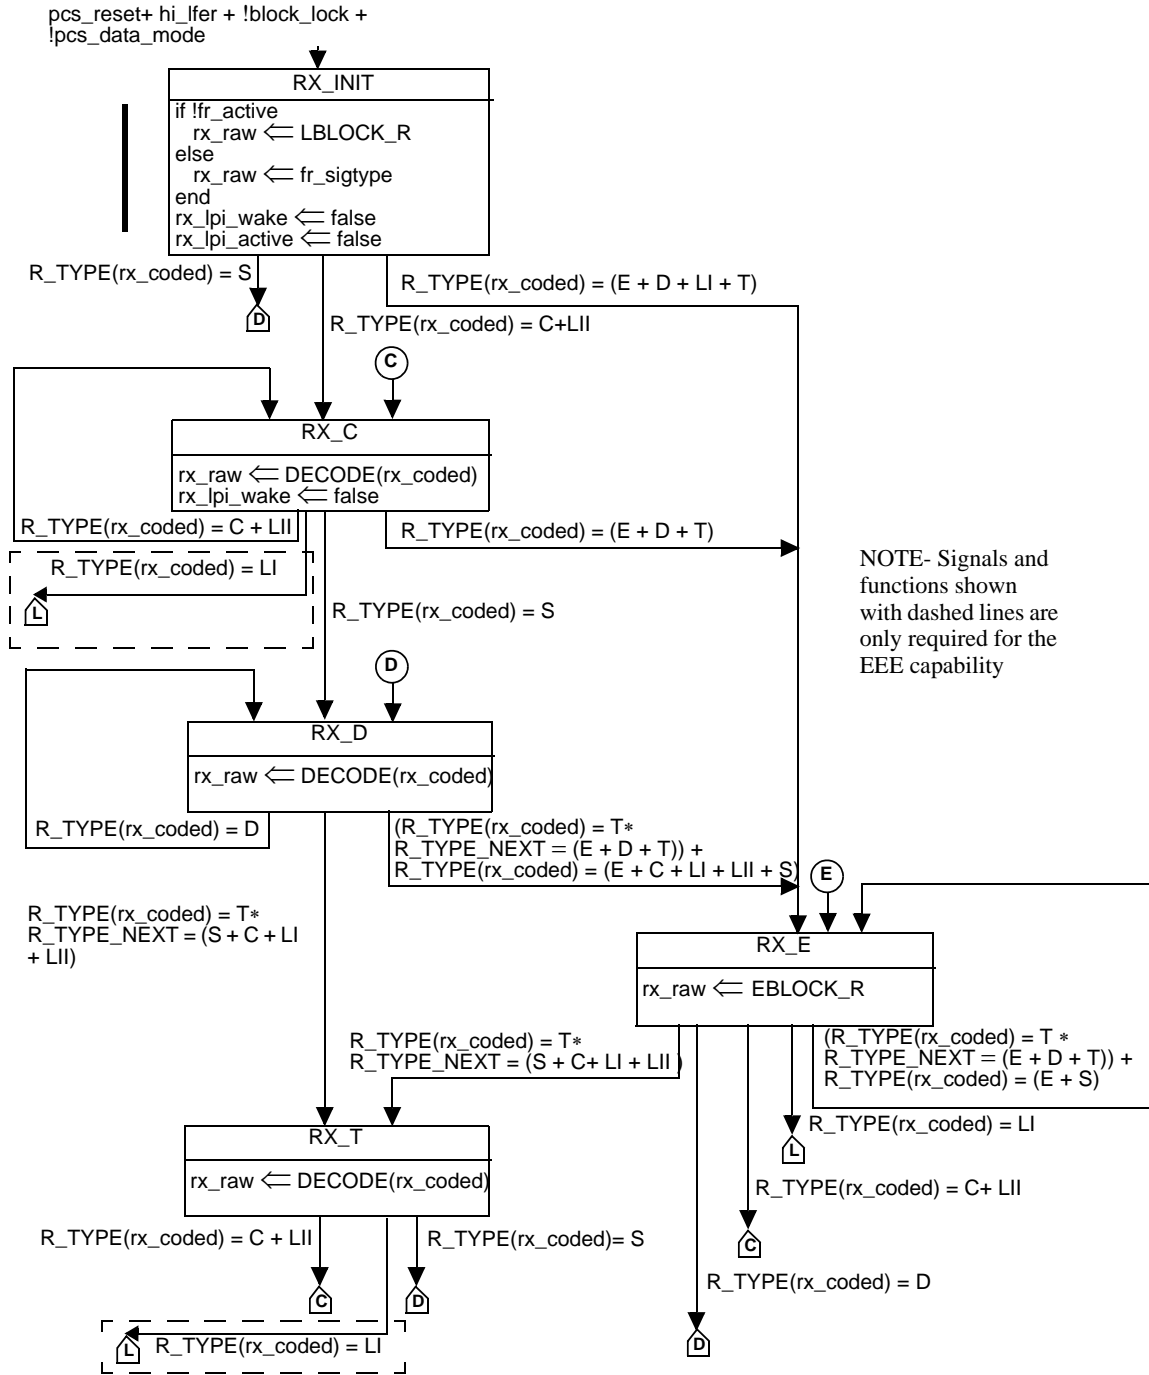 pcs_reset+ hi_lfer + !block_lock +
!pcs_data_mode
RX_INIT
if !fr_active
rx_raw ⇐ LBLOCK_R
else
rx_raw ⇐ fr_sigtype
end
rx_lpi_wake ⇐ false
rx_lpi_active ⇐ false
R_TYPE(rx_coded) = S
D
R_TYPE(rx_coded) = (E + D + LI + T)
R_TYPE(rx_coded) = C+LII
C
RX_C
rx_raw ⇐ DECODE(rx_coded)
rx_lpi_wake ⇐ false
R_TYPE(rx_coded) = C + LII
R_TYPE(rx_coded) = (E + D + T)
R_TYPE(rx_coded) = LI
L
R_TYPE(rx_coded) = S
NOTE- Signals and
functions shown
with dashed lines are
only required for the
EEE capability
D
RX_D
rx_raw ⇐ DECODE(rx_coded)
R_TYPE(rx_coded) = D
(R_TYPE(rx_coded) = T*
R_TYPE_NEXT = (E + D + T)) +
R_TYPE(rx_coded) = (E + C + LI + LII + S)
E
R_TYPE(rx_coded) = T*
R_TYPE_NEXT = (S + C + LI
+ LII)
RX_E
rx_raw ⇐ EBLOCK_R
R_TYPE(rx_coded) = T*
R_TYPE_NEXT = (S + C+ LI + LII )
(R_TYPE(rx_coded) = T *
R_TYPE_NEXT = (E + D + T)) +
R_TYPE(rx_coded) = (E + S)
R_TYPE(rx_coded) = LI
L
RX_T
rx_raw ⇐ DECODE(rx_coded)
R_TYPE(rx_coded) = C+ LII
C
R_TYPE(rx_coded) = C + LII
R_TYPE(rx_coded)= S
C
D
R_TYPE(rx_coded) = D
D
L
R_TYPE(rx_coded) = LI